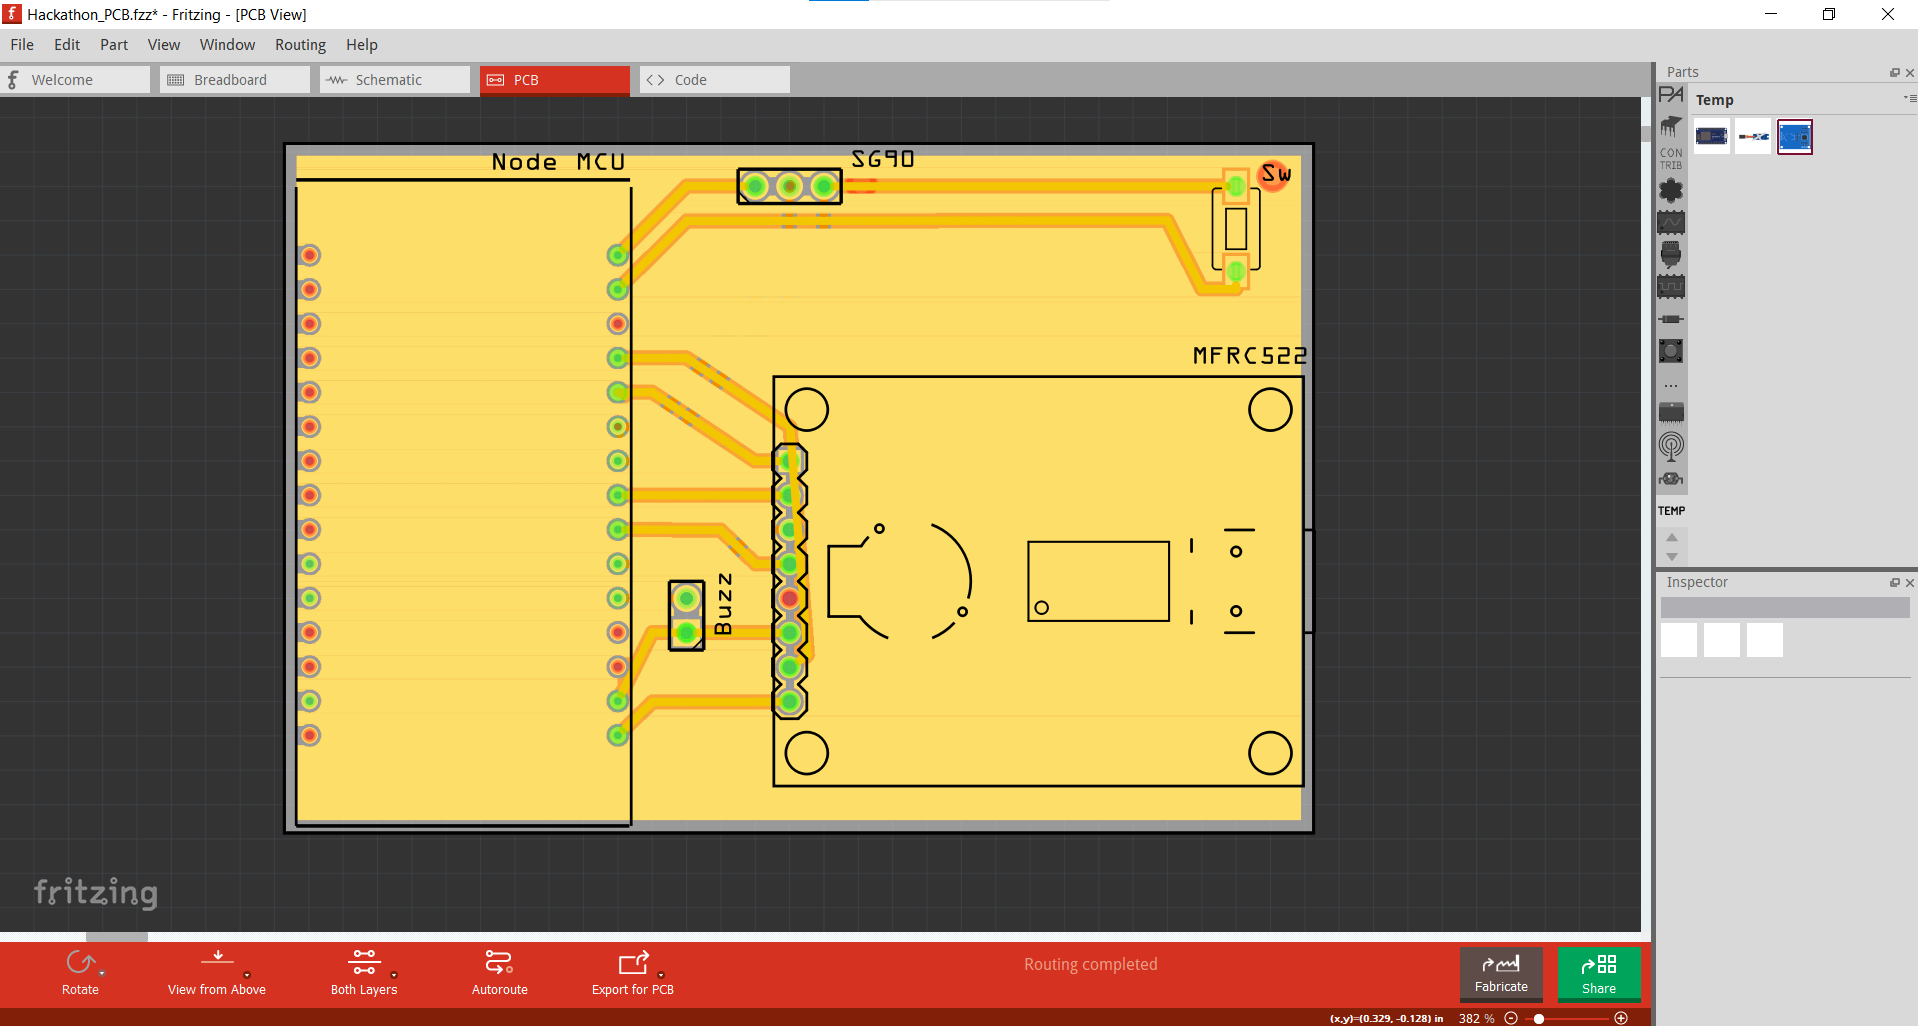 Hackathon_PCB.fzz* - Fritzing - [PCB View]
File Edit Part View Window Routing Help
Welcome Breadboard Schematic PCB Code
Parts
Temp
CON
TRIB
TEMP
Inspector
Node MCU
SG90
Sw
MFRC522
Buzz
fritzing
Rotate View from Above Both Layers Autoroute Export for PCB
Routing completed
Fabricate Share
(x,y)=(0.329, -0.128) in 382 %